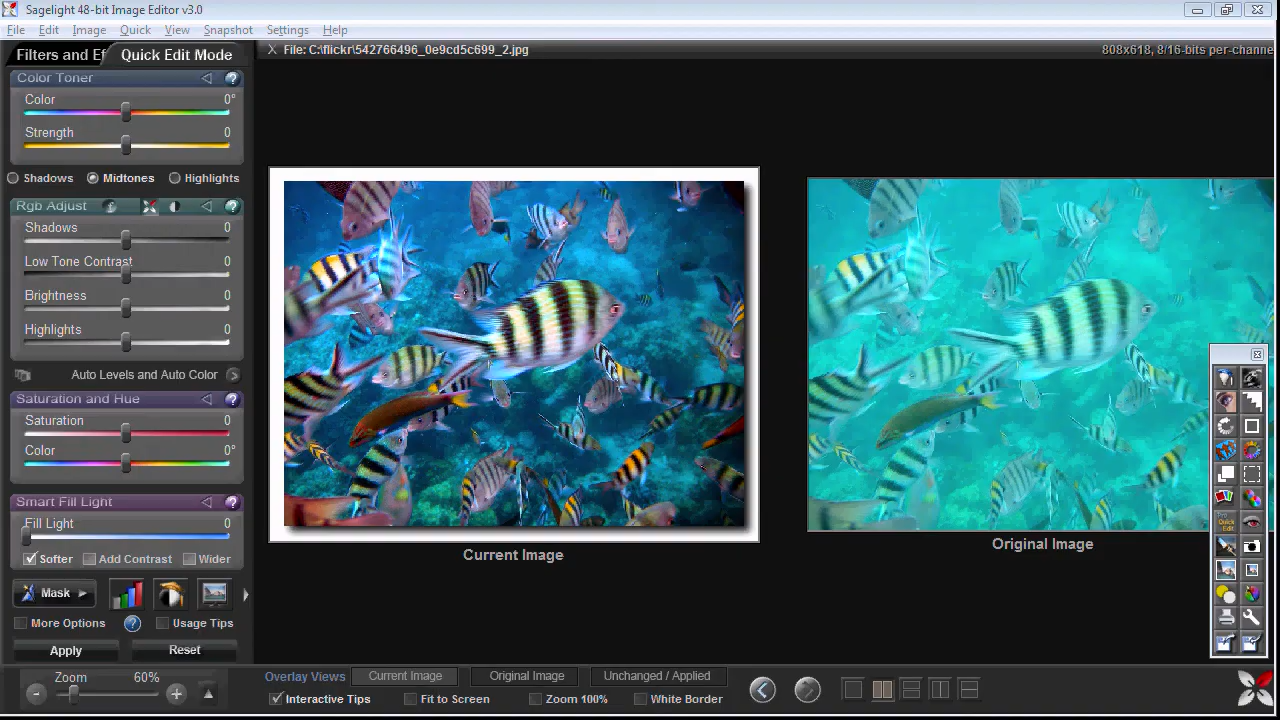 Sagelight 48-bit Image Editor v3.0
File Edit Image Quick View Snapshot Settings Help
Filters and Ef Quick Edit Mode
X File: C:\flickr\542766496_0e9cd5c699_2.jpg
808x618, 8/16-bits per-channe
Color Toner
Color 0°
Strength 0
Shadows Midtones Highlights
Rgb Adjust
Shadows 0
Low Tone Contrast 0
Brightness 0
Highlights 0
Auto Levels and Auto Color
Saturation and Hue
Saturation 0
Color 0°
Smart Fill Light
Fill Light 0
Softer Add Contrast Wider
Mask
More Options ? Usage Tips
Apply Reset
Zoom 60%
Current Image
Original Image
Quick
Edit
Overlay Views Current Image Original Image Unchanged / Applied
Interactive Tips Fit to Screen Zoom 100% White Border